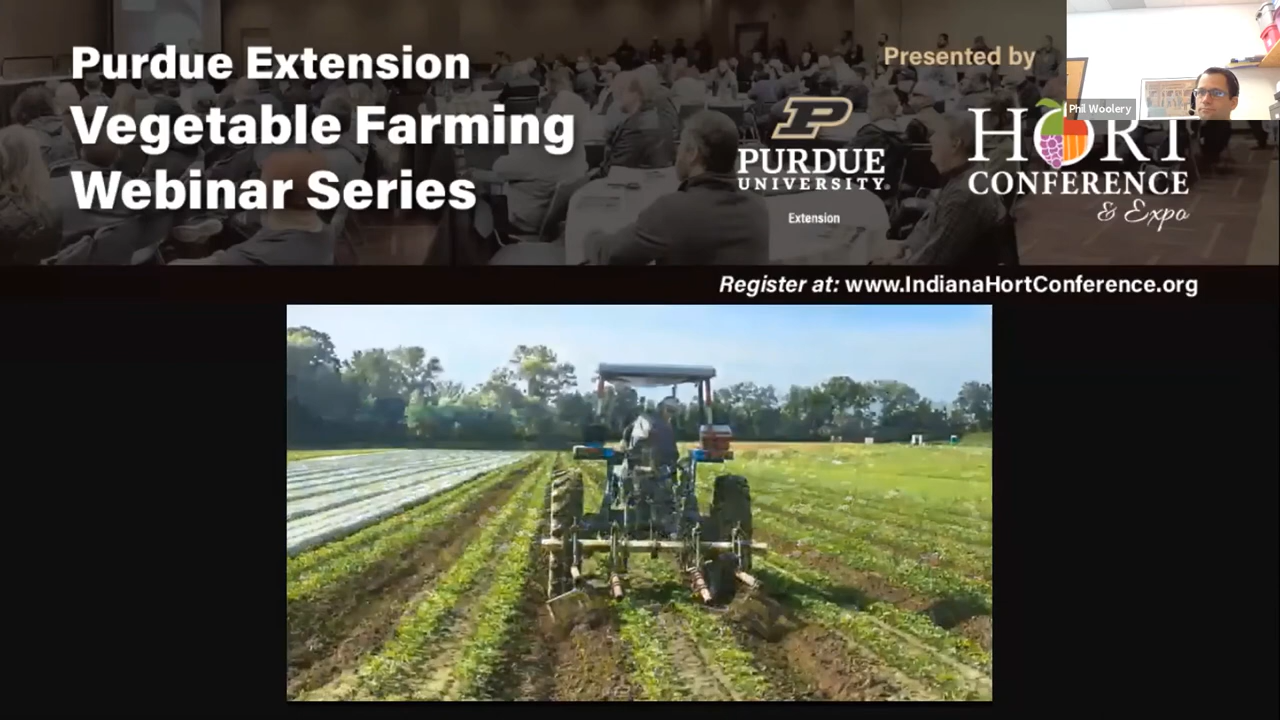 Purdue Extension
Vegetable Farming
Webinar Series
Presented by
PURDUE
UNIVERSITY®
Extension
HORT
CONFERENCE
& Expo
Phil Woolery
Register at: www.IndianaHortConference.org